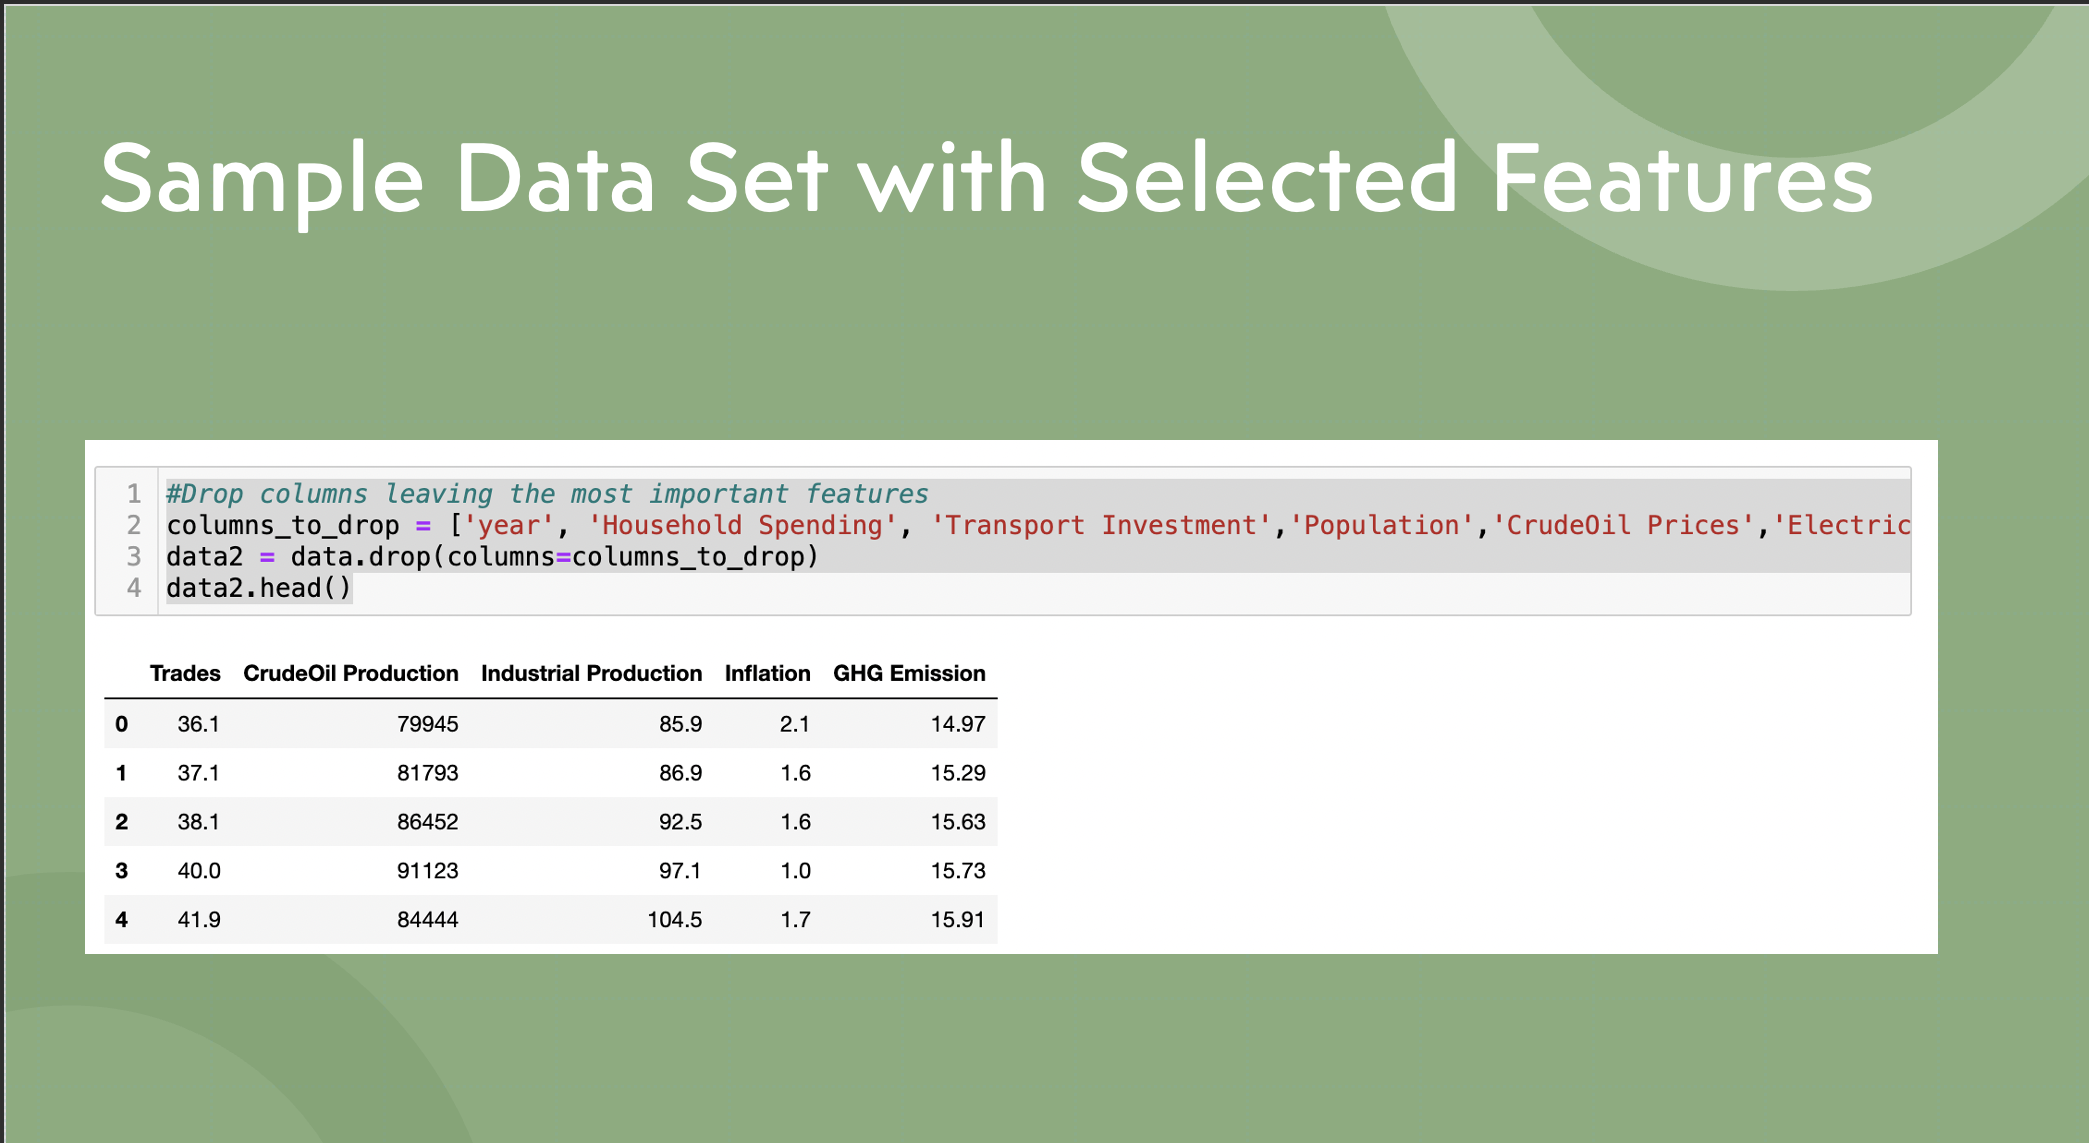 Sample Data Set with Selected Features
1 #Drop columns leaving the most important features
2 columns_to_drop = ['year', 'Household Spending', 'Transport Investment','Population','CrudeOil Prices','Electric
3 data2 = data.drop(columns=columns_to_drop)
4 data2.head()
Trades CrudeOil Production Industrial Production Inflation GHG Emission
0 36.1 79945 85.9 2.1 14.97
1 37.1 81793 86.9 1.6 15.29
2 38.1 86452 92.5 1.6 15.63
3 40.0 91123 97.1 1.0 15.73
4 41.9 84444 104.5 1.7 15.91